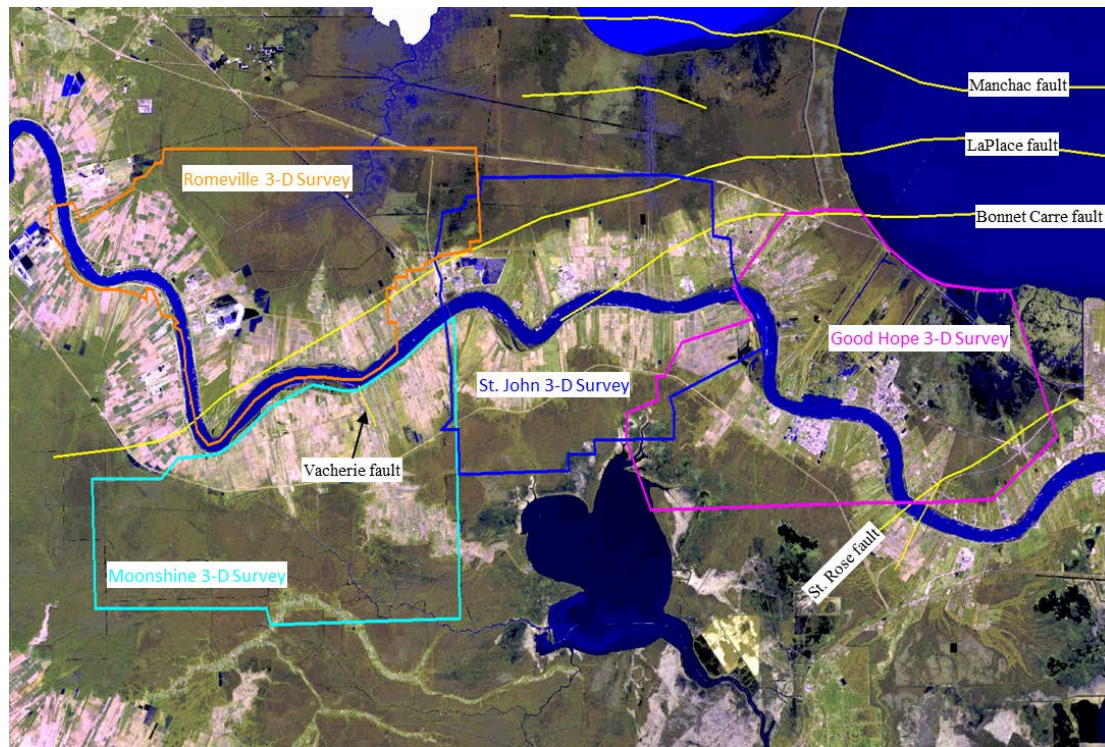 Manchac fault
LaPlace fault
Romeville 3-D Survey
Bonnet Carre fault
Good Hope 3-D Survey
St. John 3-D Survey
Vacherie fault
Moonshine 3-D Survey
St. Rose fault